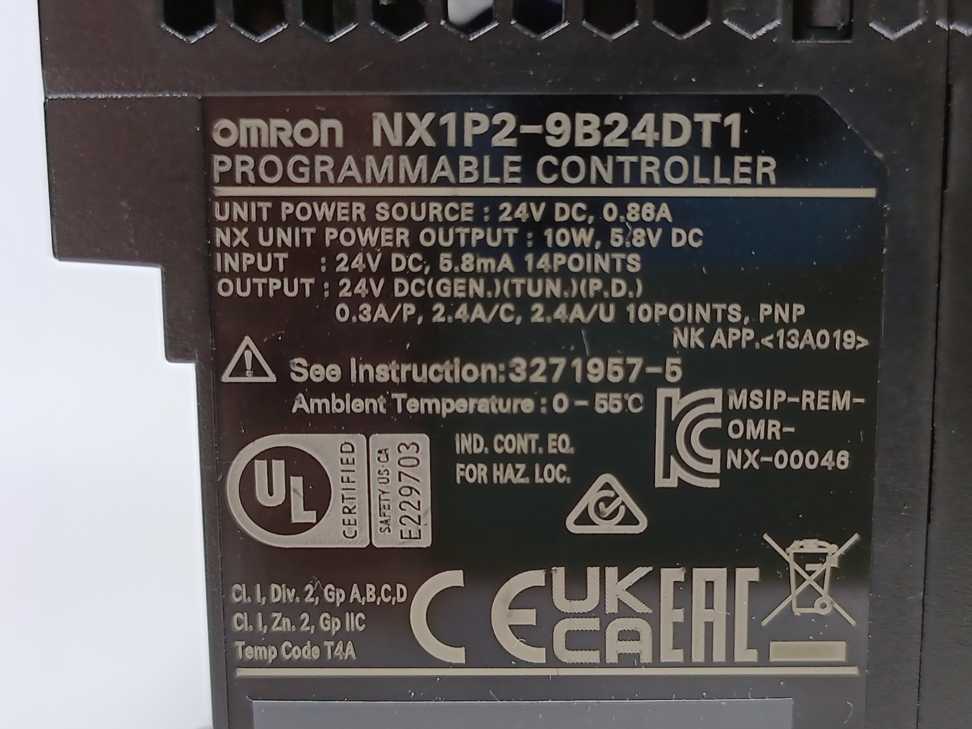 OMRON NX1P2-9B24DT1
PROGRAMMABLE CONTROLLER
UNIT POWER SOURCE : 24V DC, 0.86A
NX UNIT POWER OUTPUT : 10W, 5.8V DC
INPUT : 24V DC, 5.8mA 14POINTS
OUTPUT : 24V DC(GEN.)(TUN.)(P.D.)
0.3A/P, 2.4A/C, 2.4A/U 10POINTS, PNP
NK APP.<13A019>
See Instruction:3271957-5
Ambient Temperature : 0 - 55℃
MSIP-REM-
OMR-
NX-00046
UL
CERTIFIED
SAFETY US-CA
E229703
IND. CONT. EQ.
FOR HAZ. LOC.
Cl. I, Div. 2, Gp A,B,C,D
Cl. I, Zn. 2, Gp IIC
Temp Code T4A
CE
UK
CA
EAC